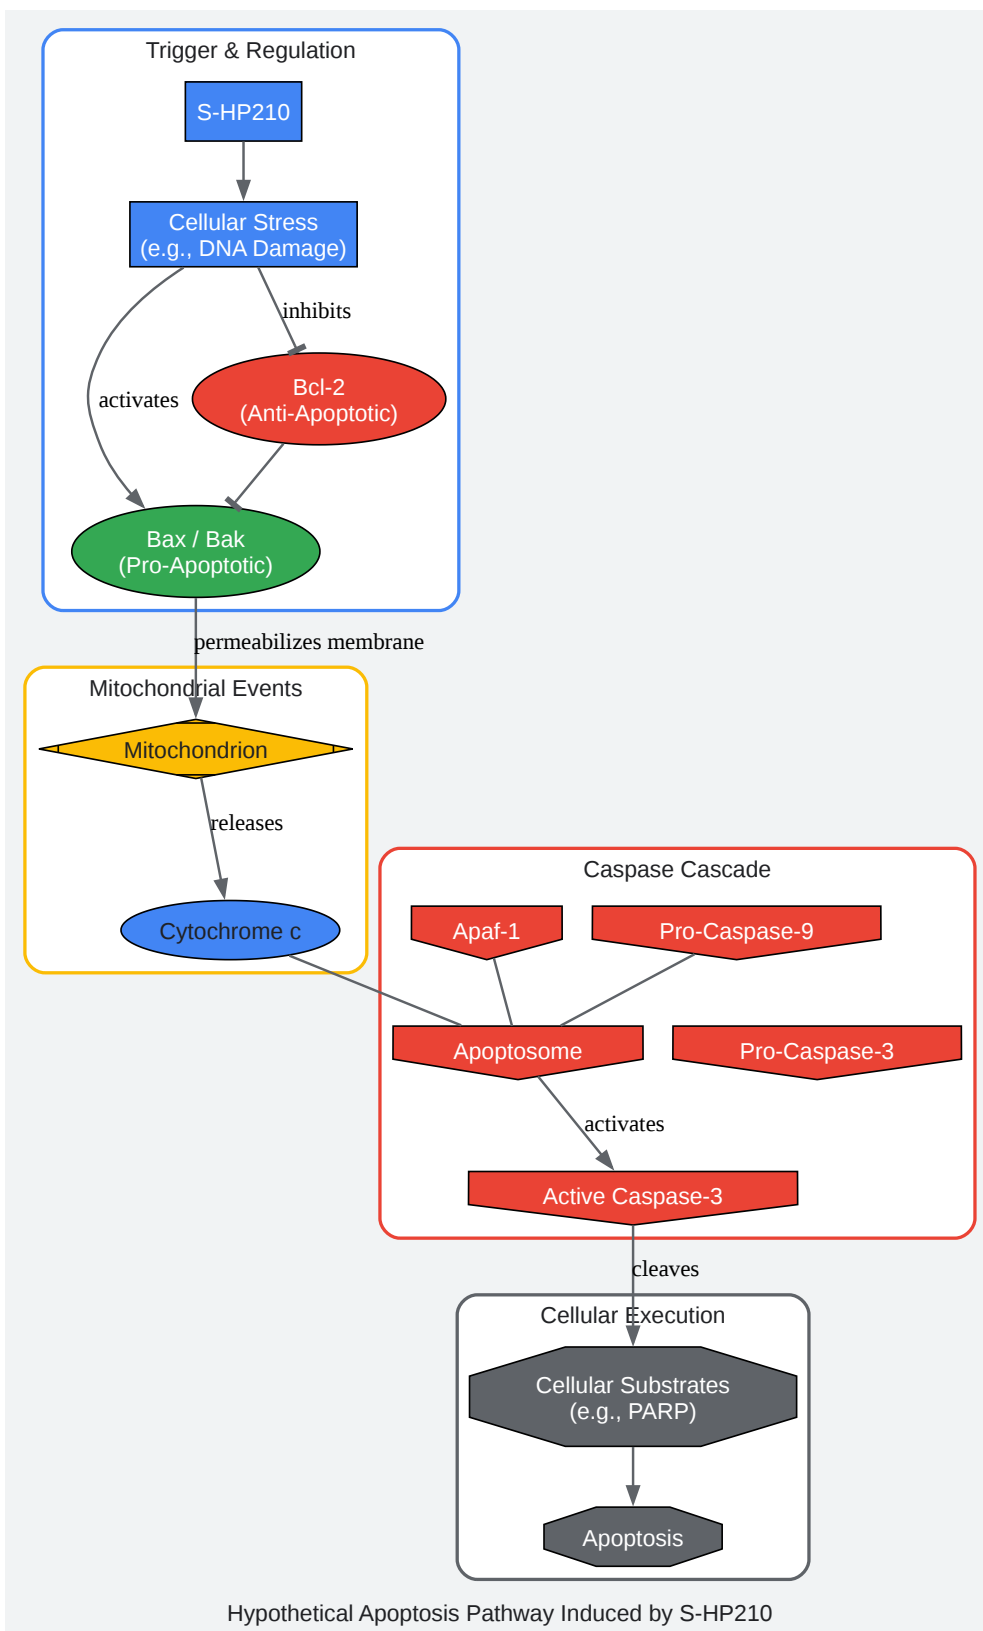 Trigger & Regulation
S-HP210
Cellular Stress
(e.g., DNA Damage)
inhibits
Bcl-2
(Anti-Apoptotic)
activates
Bax / Bak
(Pro-Apoptotic)
permeabilizes membrane
Mitochondrial Events
Mitochondrion
releases
Cytochrome c
Caspase Cascade
Apaf-1
Pro-Caspase-9
Apoptosome
Pro-Caspase-3
activates
Active Caspase-3
cleaves
Cellular Execution
Cellular Substrates
(e.g., PARP)
Apoptosis
Hypothetical Apoptosis Pathway Induced by S-HP210